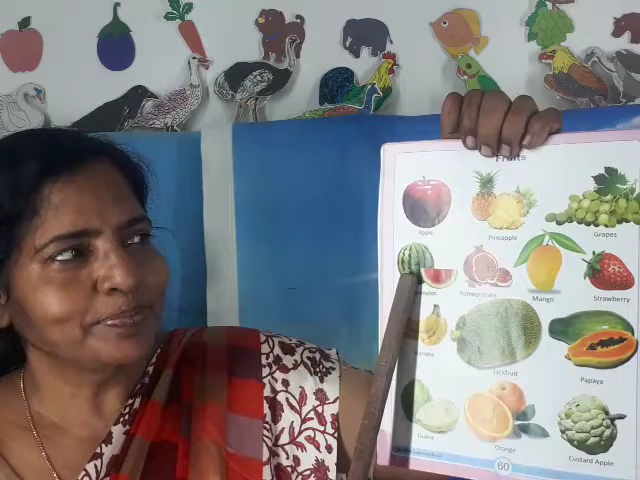 Fruits
Apple
Pineapple
Grapes
Pomegranate
Mango
Strawberry
Jackfruit
Papaya
Guava
Orange
Custard Apple
60